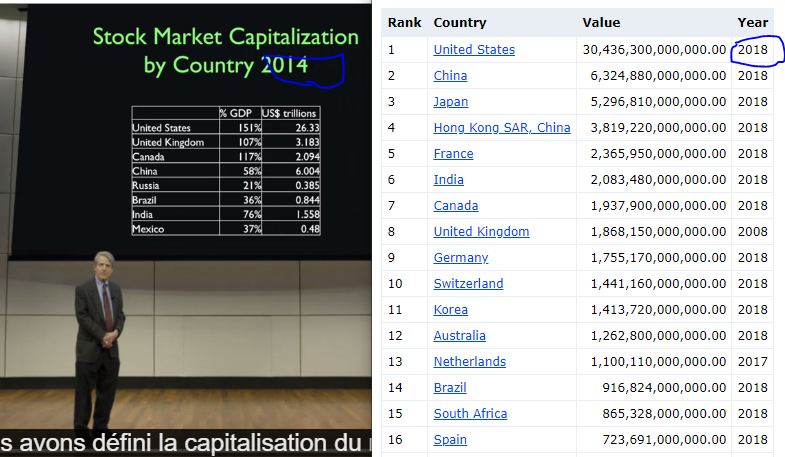 Stock Market Capitalization
by Country 2014
% GDP US$ trillions
United States 151% 26.33
United Kingdom 107% 3.183
Canada 117% 2.094
China 58% 6.004
Russia 21% 0.385
Brazil 36% 0.844
India 76% 1.558
Mexico 37% 0.48
s avons défini la capitalisation du
Rank Country Value Year
1 United States 30,436,300,000,000.00 2018
2 China 6,324,880,000,000.00 2018
3 Japan 5,296,810,000,000.00 2018
4 Hong Kong SAR, China 3,819,220,000,000.00 2018
5 France 2,365,950,000,000.00 2018
6 India 2,083,480,000,000.00 2018
7 Canada 1,937,900,000,000.00 2018
8 United Kingdom 1,868,150,000,000.00 2008
9 Germany 1,755,170,000,000.00 2018
10 Switzerland 1,441,160,000,000.00 2018
11 Korea 1,413,720,000,000.00 2018
12 Australia 1,262,800,000,000.00 2018
13 Netherlands 1,100,110,000,000.00 2017
14 Brazil 916,824,000,000.00 2018
15 South Africa 865,328,000,000.00 2018
16 Spain 723,691,000,000.00 2018